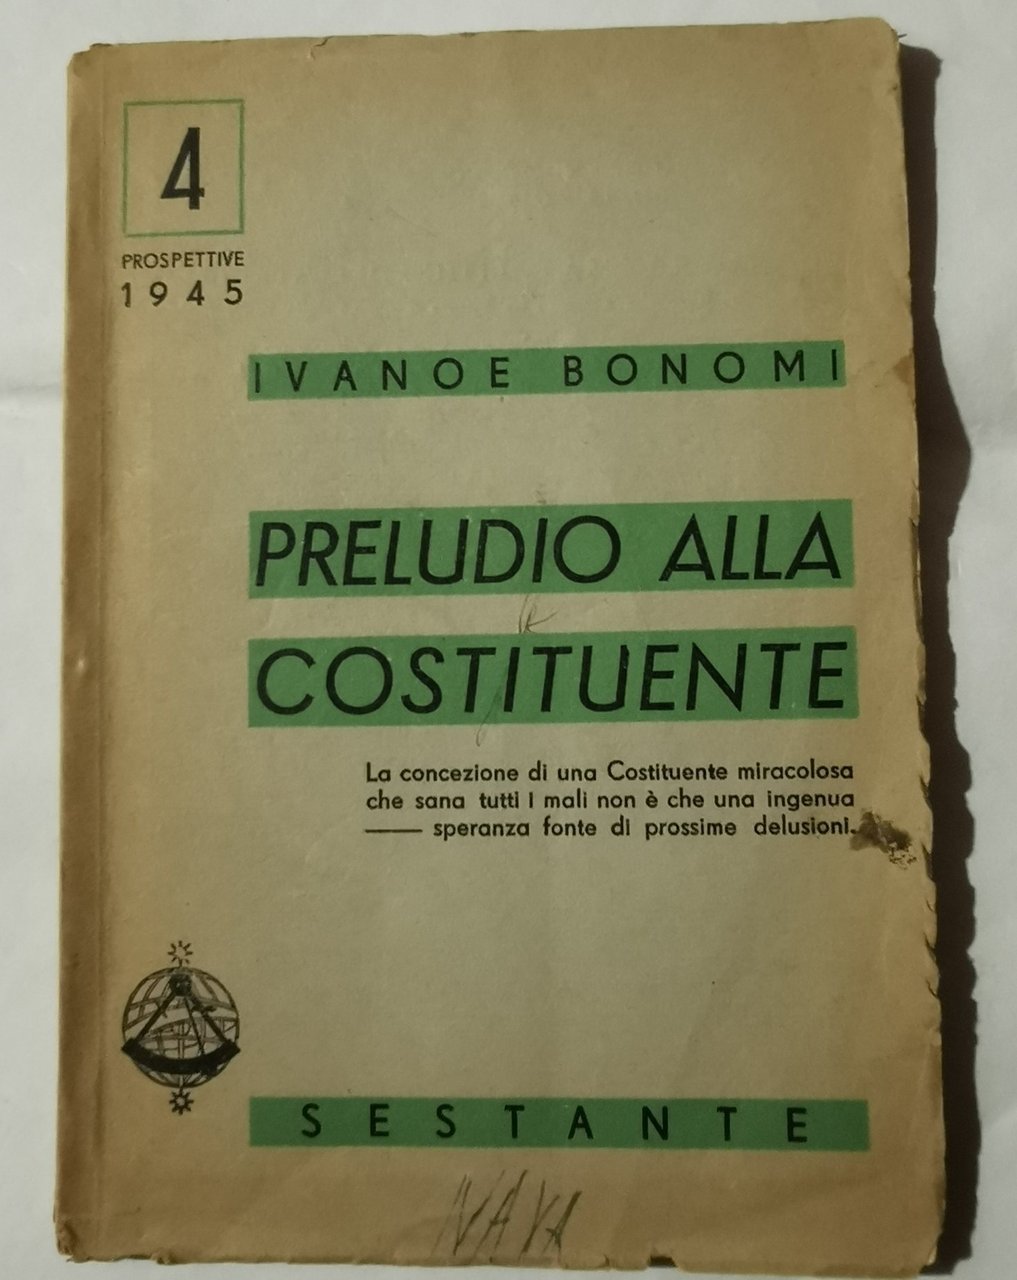 4
PROSPETTIVE
1945
IVANOE BONOMI
PRELUDIO ALLA
COSTITUENTE
La concezione di una Costituente miracolosa
che sana tutti i mali non è che una ingenua
—— speranza fonte di prossime delusioni.
SESTANTE